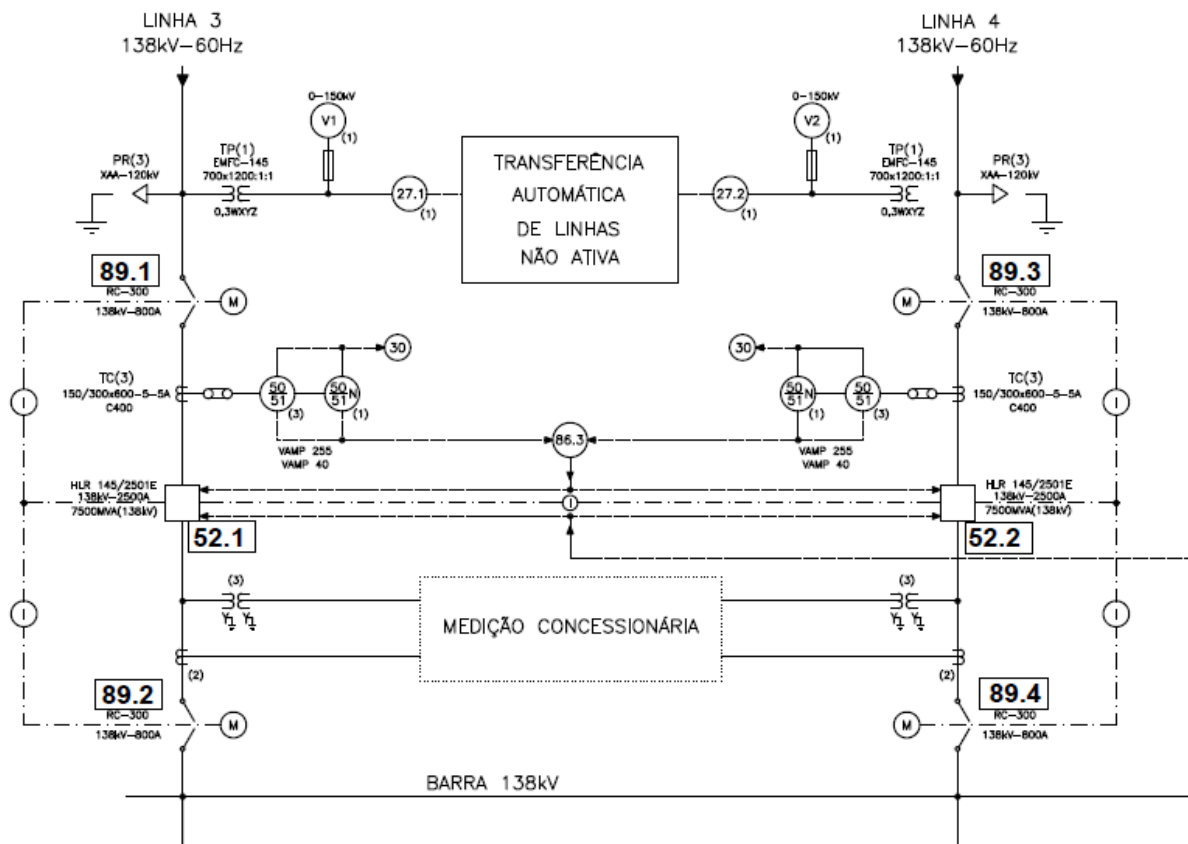 LINHA 3
138kV-60Hz
LINHA 4
138kV-60Hz
0-150kV
V1
(1)
0-150kV
V2
(1)
PR(3)
XAA-120kV
TP(1)
EMFC-145
700x1200:1:1
0,3WXYZ
27.1
(1)
TRANSFERÊNCIA
AUTOMÁTICA
DE LINHAS
NÃO ATIVA
27.2
(1)
TP(1)
EMFC-145
700x1200:1:1
0,3WXYZ
PR(3)
XAA-120kV
89.1
RC-300
138kV-800A
M
M
89.3
RC-300
138kV-800A
30
30
TC(3)
150/300x600-5-5A
C400
50
51
(3)
50
51
N
(1)
50
51
N
(1)
50
51
(3)
TC(3)
150/300x600-5-5A
C400
I
I
VAMP 255
VAMP 40
86.3
VAMP 255
VAMP 40
HLR 145/2501E
138kV-2500A
7500MVA(138kV)
52.1
I
HLR 145/2501E
138kV-2500A
7500MVA(138kV)
52.2
(3)
(3)
I
I
MEDIÇÃO CONCESSIONÁRIA
(2)
(2)
89.2
RC-300
138kV-800A
M
M
89.4
RC-300
138kV-800A
BARRA 138kV